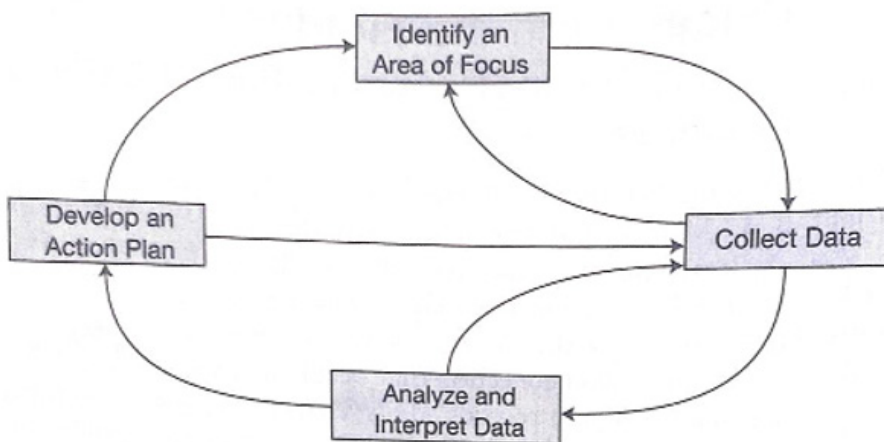 Identify an
Area of Focus
Develop an
Action Plan
Collect Data
Analyze and
Interpret Data